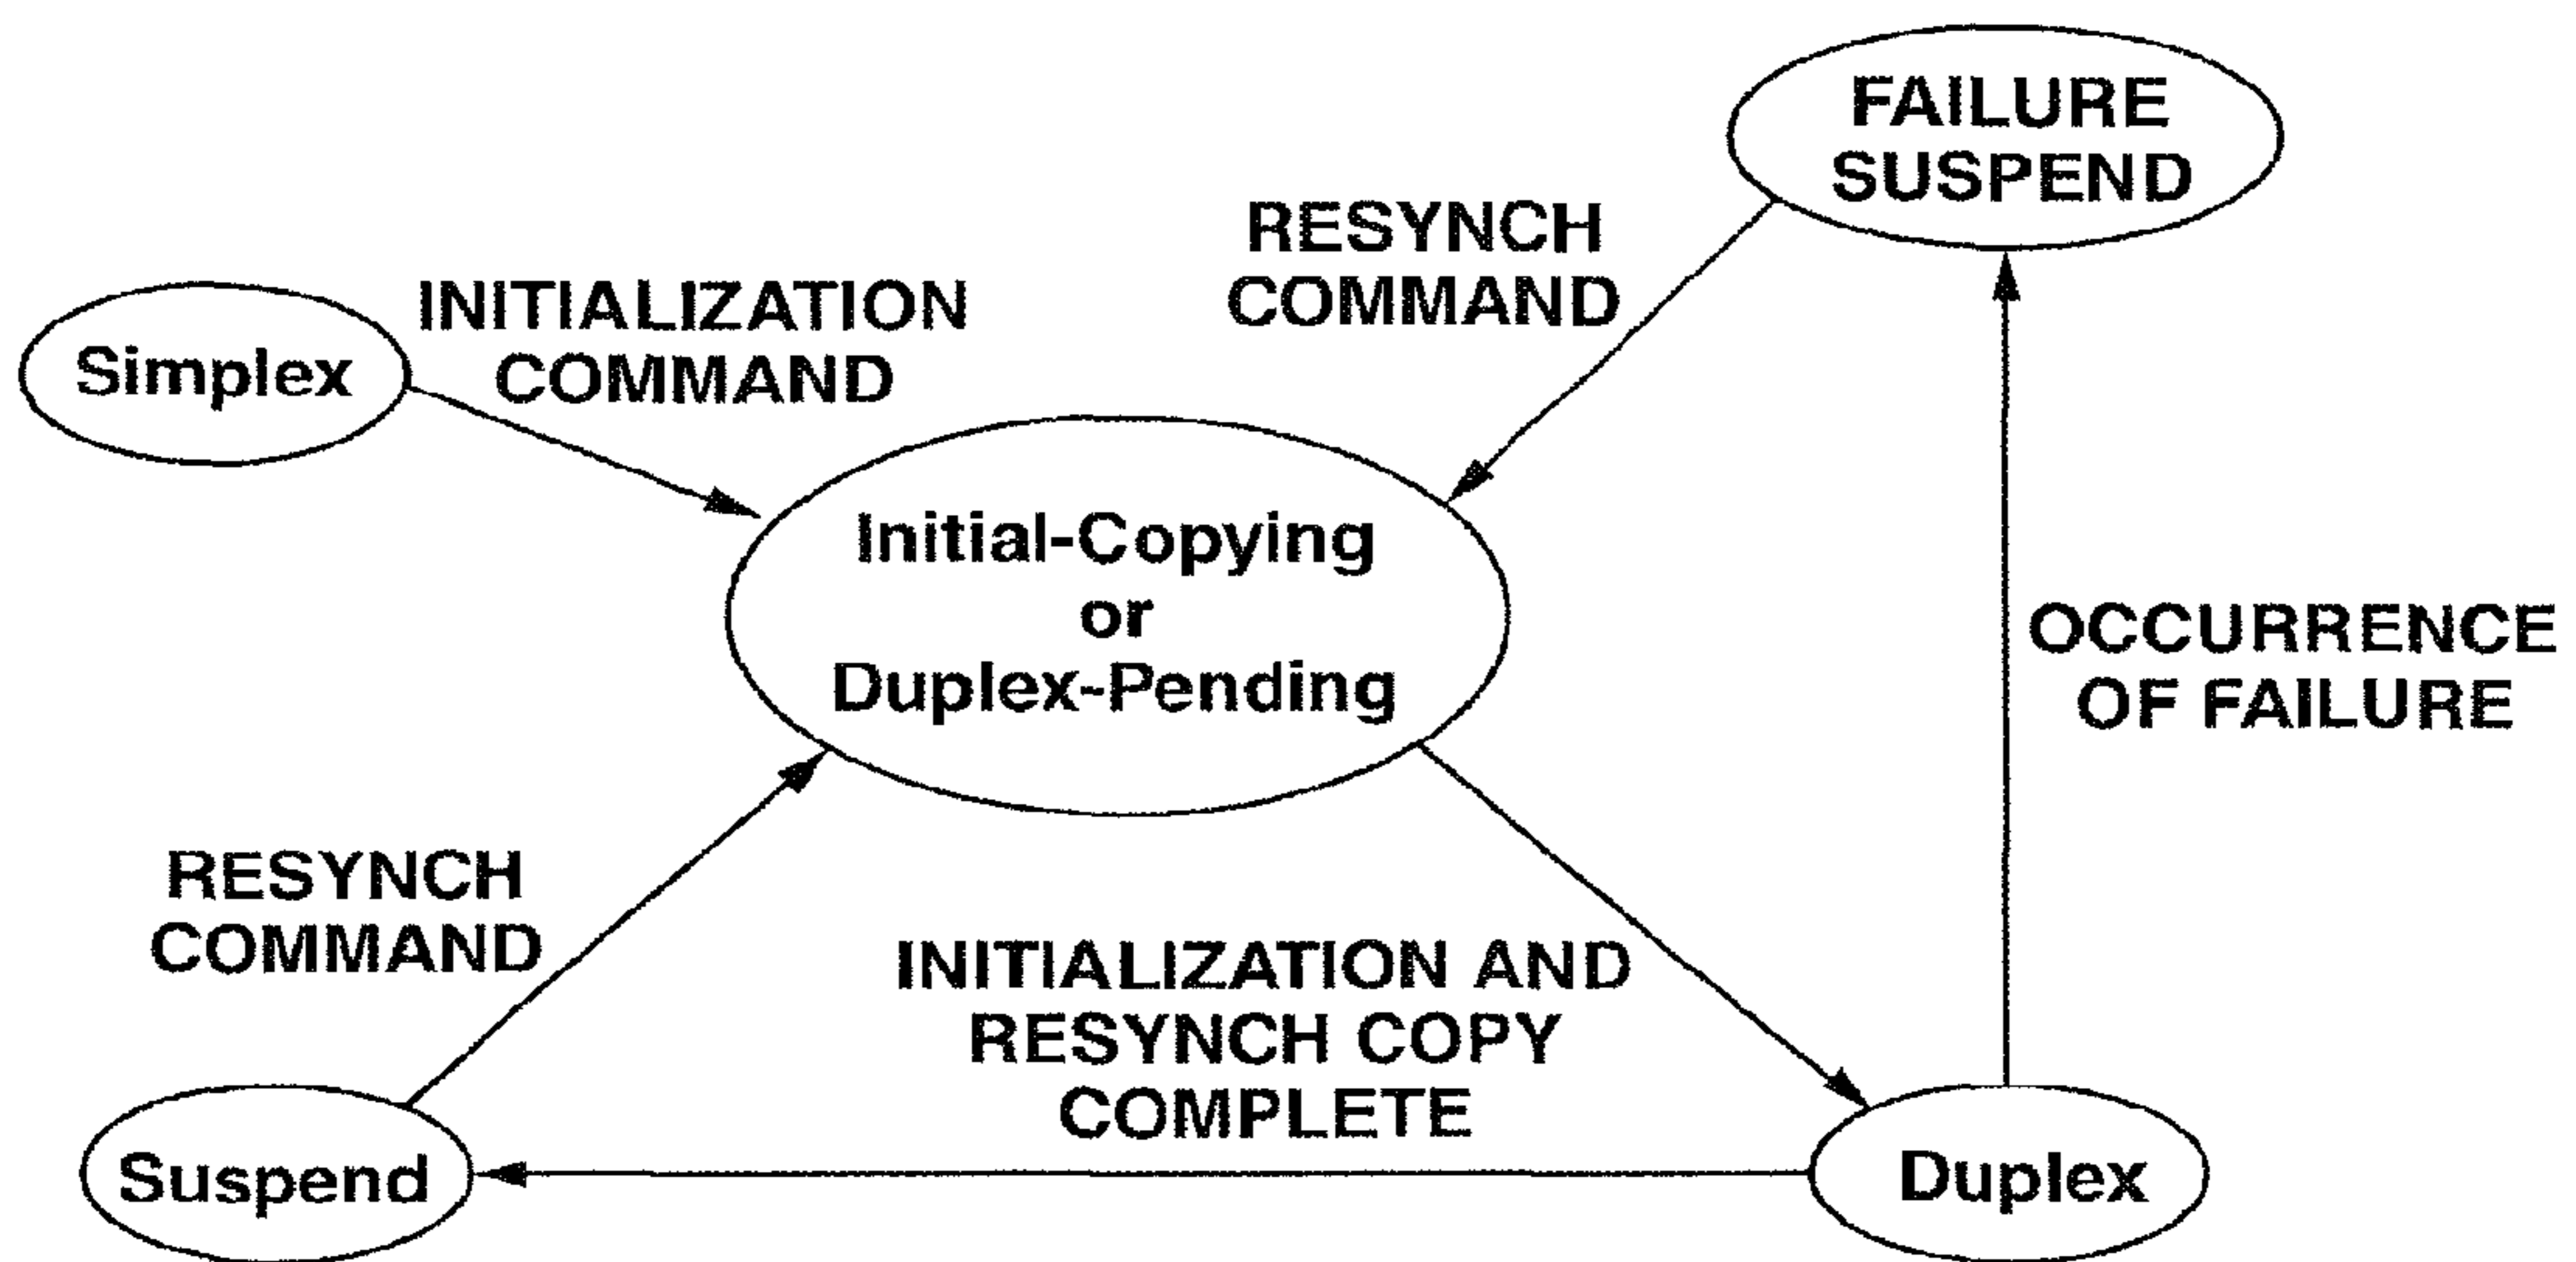 FAILURE
SUSPEND
RESYNCH
COMMAND
INITIALIZATION
COMMAND
Simplex
Initial-Copying
or
Duplex-Pending
OCCURRENCE
OF FAILURE
RESYNCH
COMMAND
INITIALIZATION AND
RESYNCH COPY
COMPLETE
Suspend
Duplex